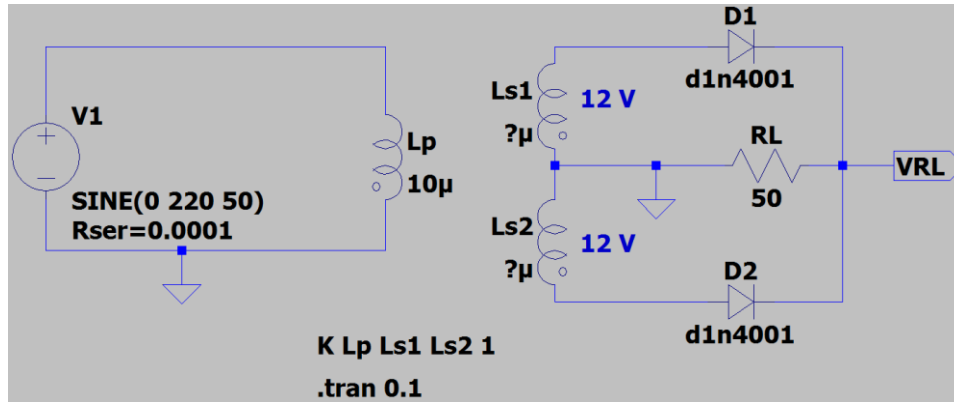 V1
SINE(0 220 50)
Rser=0.0001
Lp
10µ
Ls1
12 V
?µ
Ls2
12 V
?µ
D1
d1n4001
RL
50
VRL
D2
d1n4001
K Lp Ls1 Ls2 1
.tran 0.1